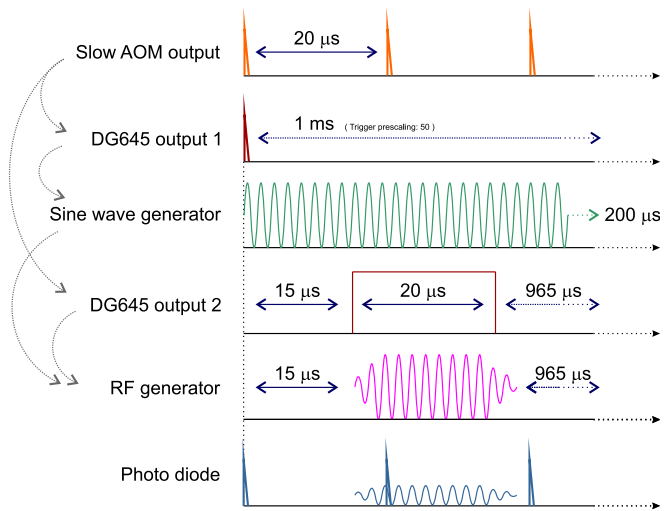 20 μs
Slow AOM output
1 ms ( Trigger prescaling: 50 )
DG645 output 1
Sine wave generator
200 μs
15 μs 20 μs 965 μs
DG645 output 2
15 μs 965 μs
RF generator
Photo diode